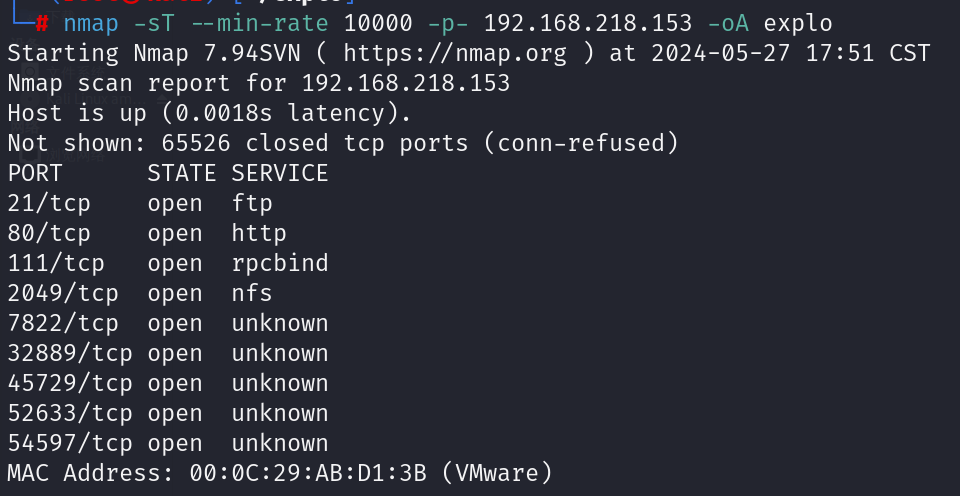 └─# nmap -sT --min-rate 10000 -p- 192.168.218.153 -oA explo
Starting Nmap 7.94SVN ( https://nmap.org ) at 2024-05-27 17:51 CST
Nmap scan report for 192.168.218.153
Host is up (0.0018s latency).
Not shown: 65526 closed tcp ports (conn-refused)
PORT      STATE SERVICE
21/tcp    open  ftp
80/tcp    open  http
111/tcp   open  rpcbind
2049/tcp  open  nfs
7822/tcp  open  unknown
32889/tcp open  unknown
45729/tcp open  unknown
52633/tcp open  unknown
54597/tcp open  unknown
MAC Address: 00:0C:29:AB:D1:3B (VMware)